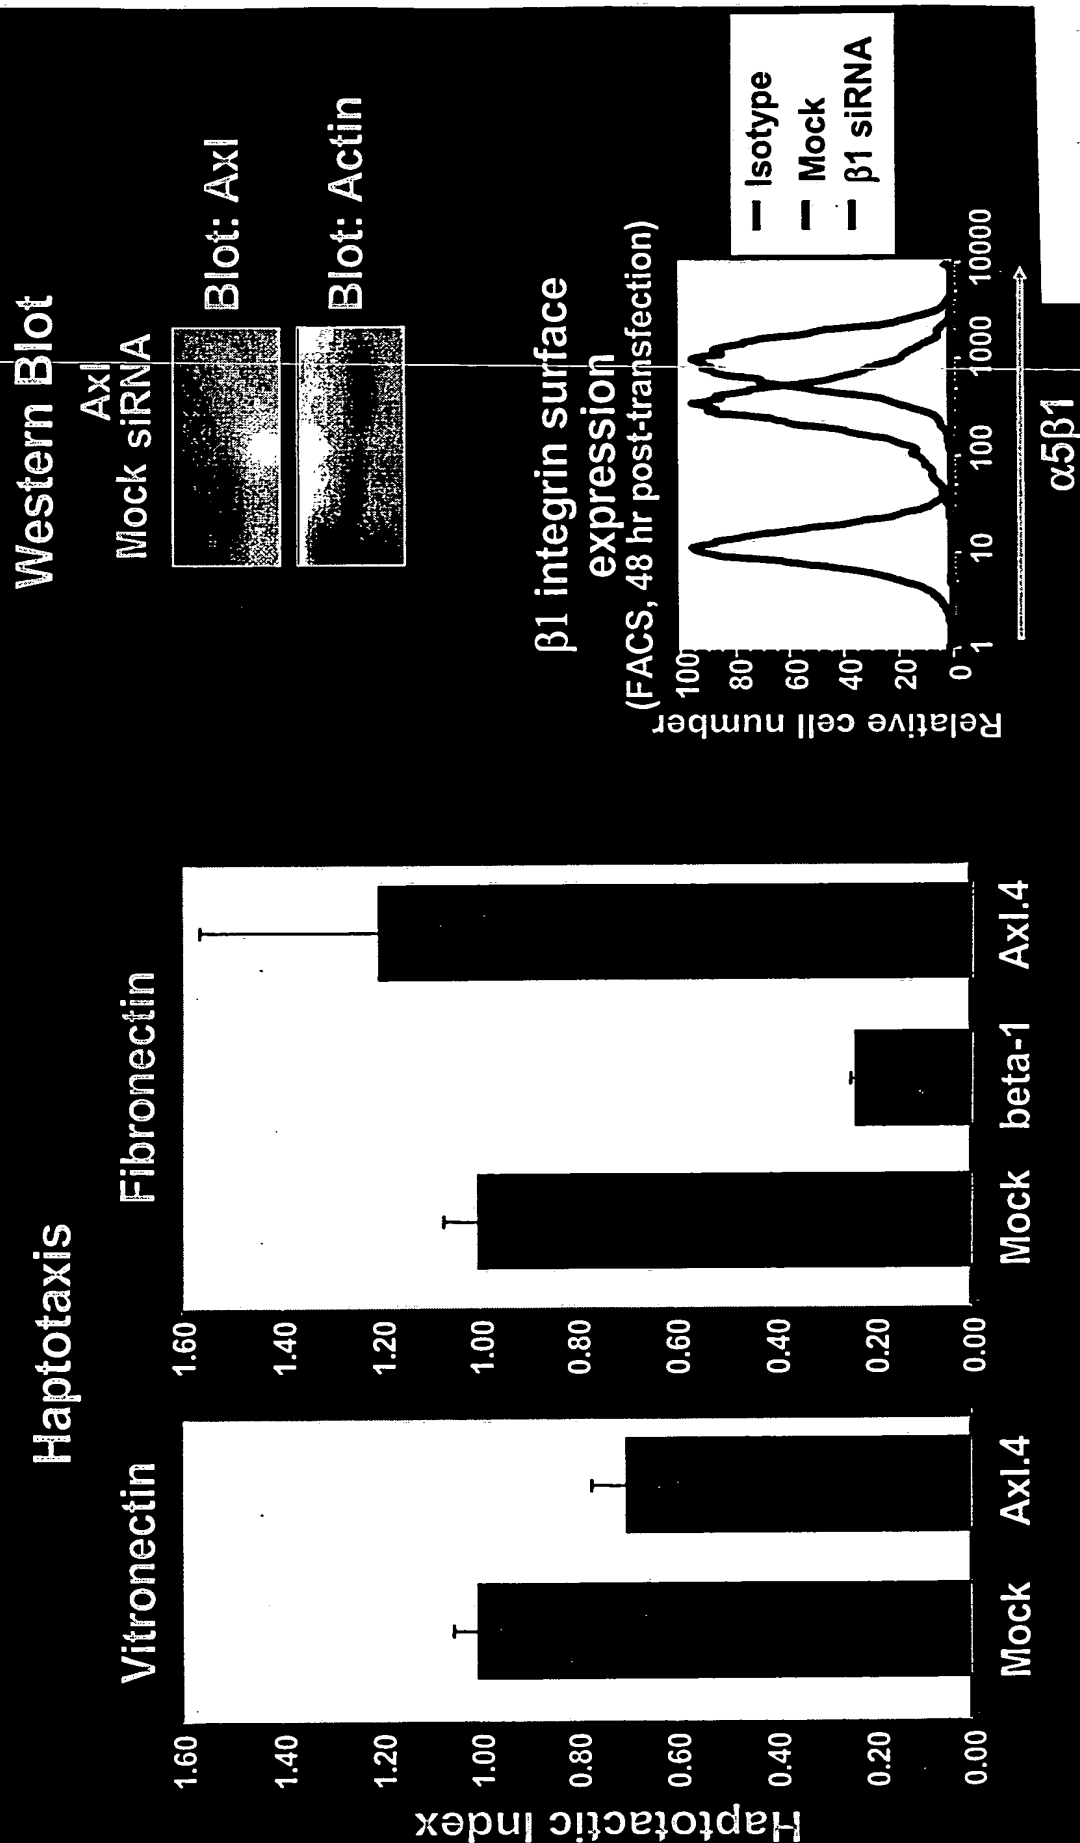 Haptotaxis
Vitronectin
Haptotactic Index
1.60
1.40
1.20
1.00
0.80
0.60
0.40
0.20
0.00
Mock Axl.4
Fibronectin
1.60
1.40
1.20
1.00
0.80
0.60
0.40
0.20
0.00
Mock beta-1 Axl.4
Western Blot
Axl
Mock siRNA
Blot: Axl
Blot: Actin
β1 integrin surface
expression
(FACS, 48 hr post-transfection)
Relative cell number
100
80
60
40
20
0
1 10 100 1000 10000
α5β1
Isotype
Mock
β1 siRNA